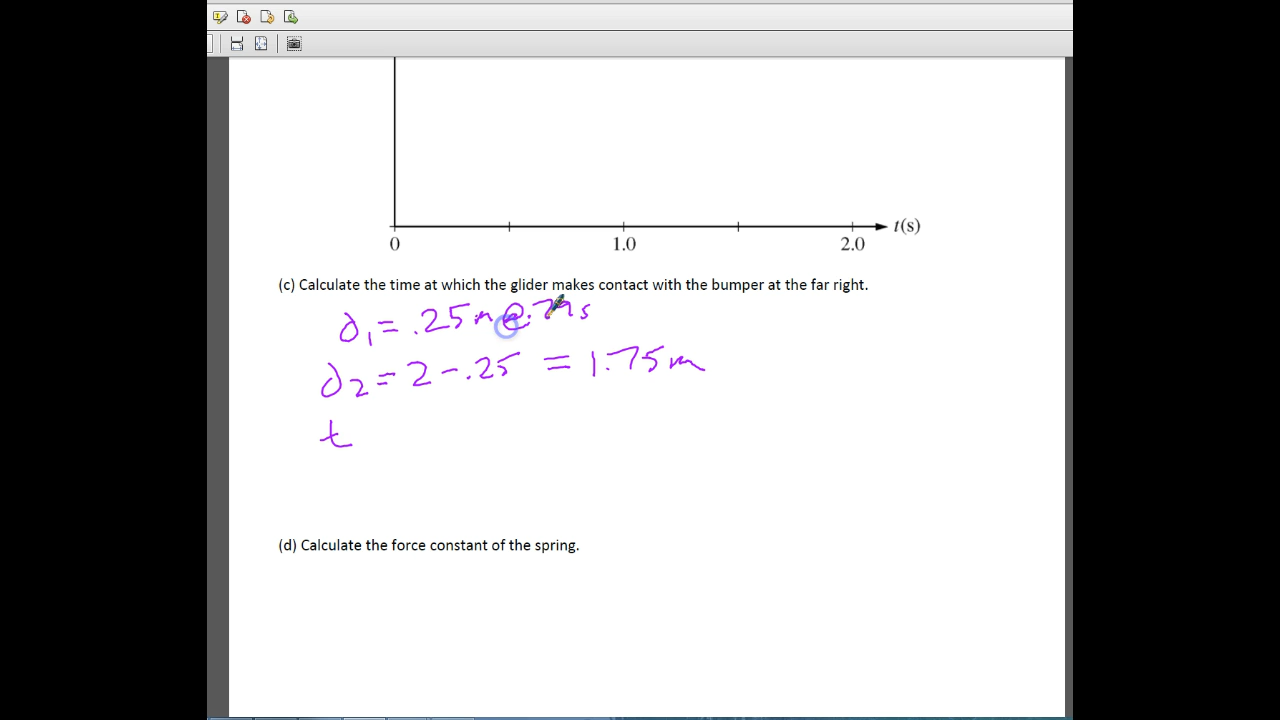 t(s)
0 1.0 2.0
(c) Calculate the time at which the glider makes contact with the bumper at the far right.
d₁ = .25m @ .79s
d₂ = 2 - .25 = 1.75m
t
(d) Calculate the force constant of the spring.